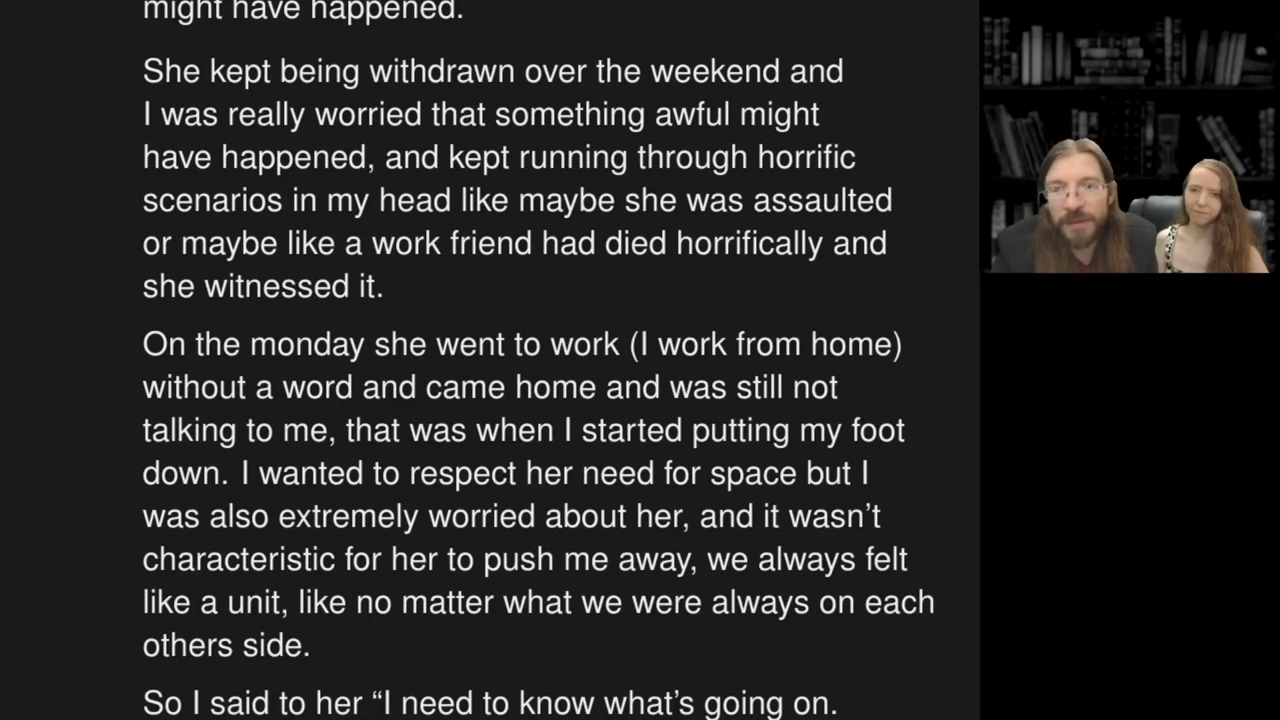 might have happened.
She kept being withdrawn over the weekend and
I was really worried that something awful might
have happened, and kept running through horrific
scenarios in my head like maybe she was assaulted
or maybe like a work friend had died horrifically and
she witnessed it.
On the monday she went to work (I work from home)
without a word and came home and was still not
talking to me, that was when I started putting my foot
down. I wanted to respect her need for space but I
was also extremely worried about her, and it wasn’t
characteristic for her to push me away, we always felt
like a unit, like no matter what we were always on each
others side.
So I said to her “I need to know what’s going on.